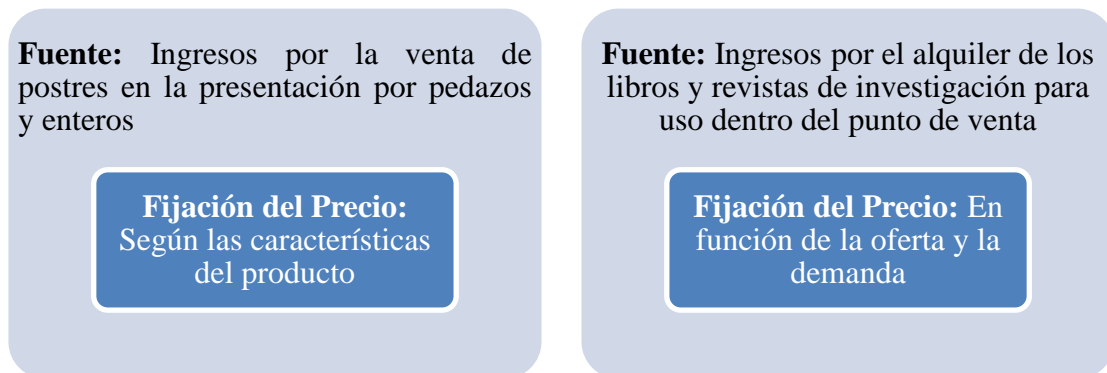 Fuente: Ingresos por la venta de
postres en la presentación por pedazos
y enteros
Fijación del Precio:
Según las características
del producto
Fuente: Ingresos por el alquiler de los
libros y revistas de investigación para
uso dentro del punto de venta
Fijación del Precio: En
función de la oferta y la
demanda